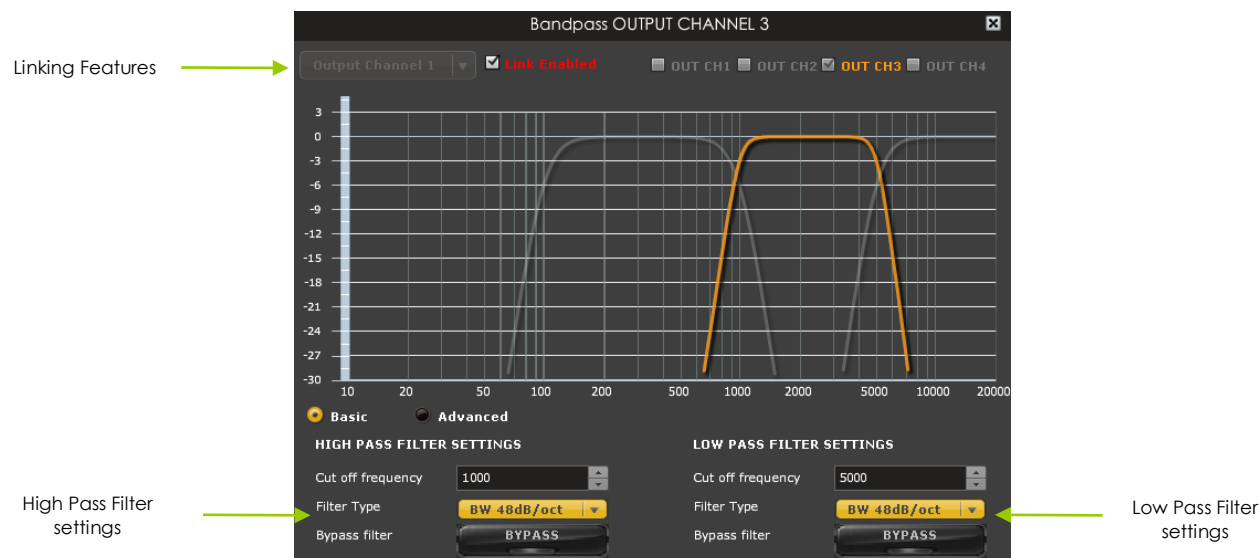 Bandpass OUTPUT CHANNEL 3
Linking Features
Output Channel 1
Link Enabled
OUT CH1
OUT CH2
OUT CH3
OUT CH4
3
0
-3
-6
-9
-12
-15
-18
-21
-24
-27
-30
10 20 50 100 200 500 1000 2000 5000 10000 20000
Basic
Advanced
HIGH PASS FILTER SETTINGS
Cut off frequency 1000
Filter Type BW 48dB/oct
Bypass filter BYPASS
LOW PASS FILTER SETTINGS
Cut off frequency 5000
Filter Type BW 48dB/oct
Bypass filter BYPASS
High Pass Filter
settings
Low Pass Filter
settings